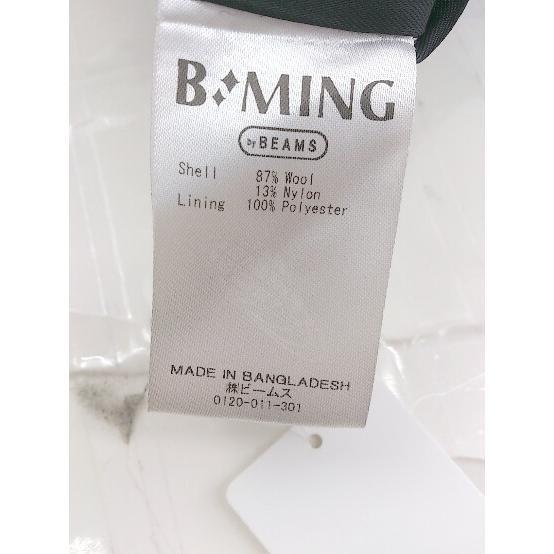 B MING
by BEAMS
Shell 87% Wool
13% Nylon
Lining 100% Polyester
MADE IN BANGLADESH
㈱ビームス
0120-011-301